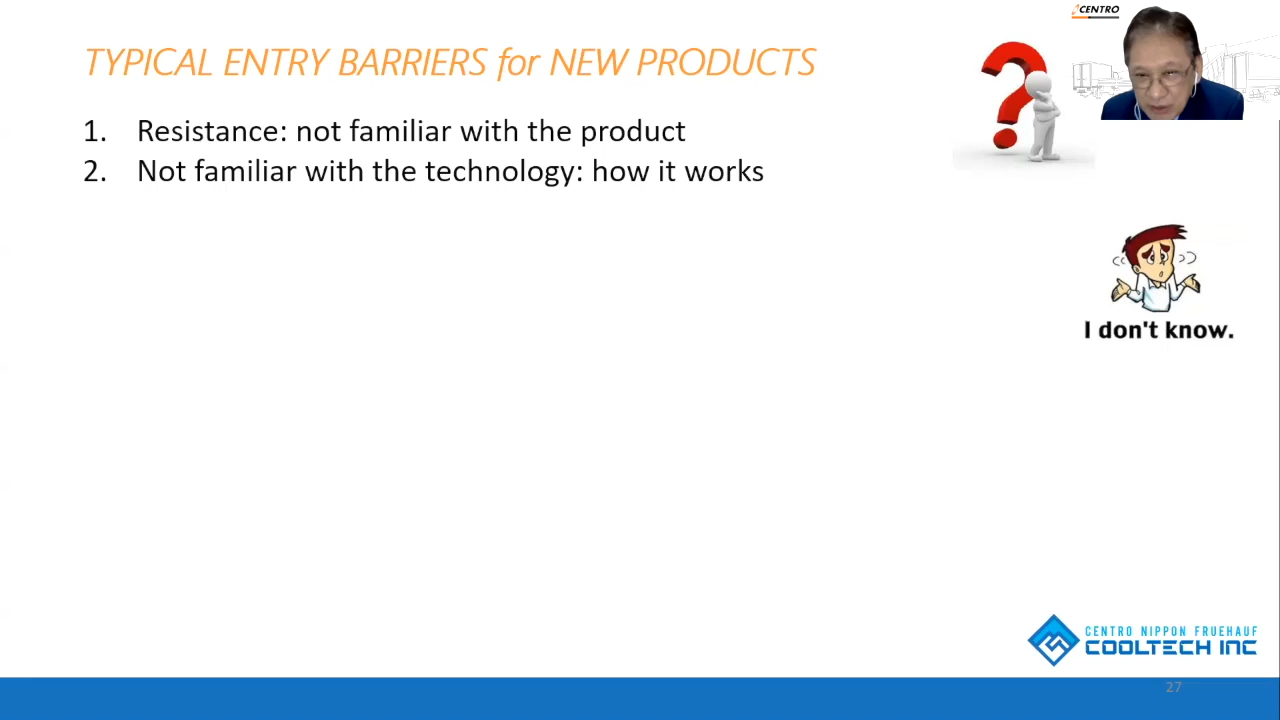 CENTRO
TYPICAL ENTRY BARRIERS for NEW PRODUCTS
1. Resistance: not familiar with the product
2. Not familiar with the technology: how it works
I don't know.
CENTRO NIPPON FRUEHAUF
COOLTECH INC
27